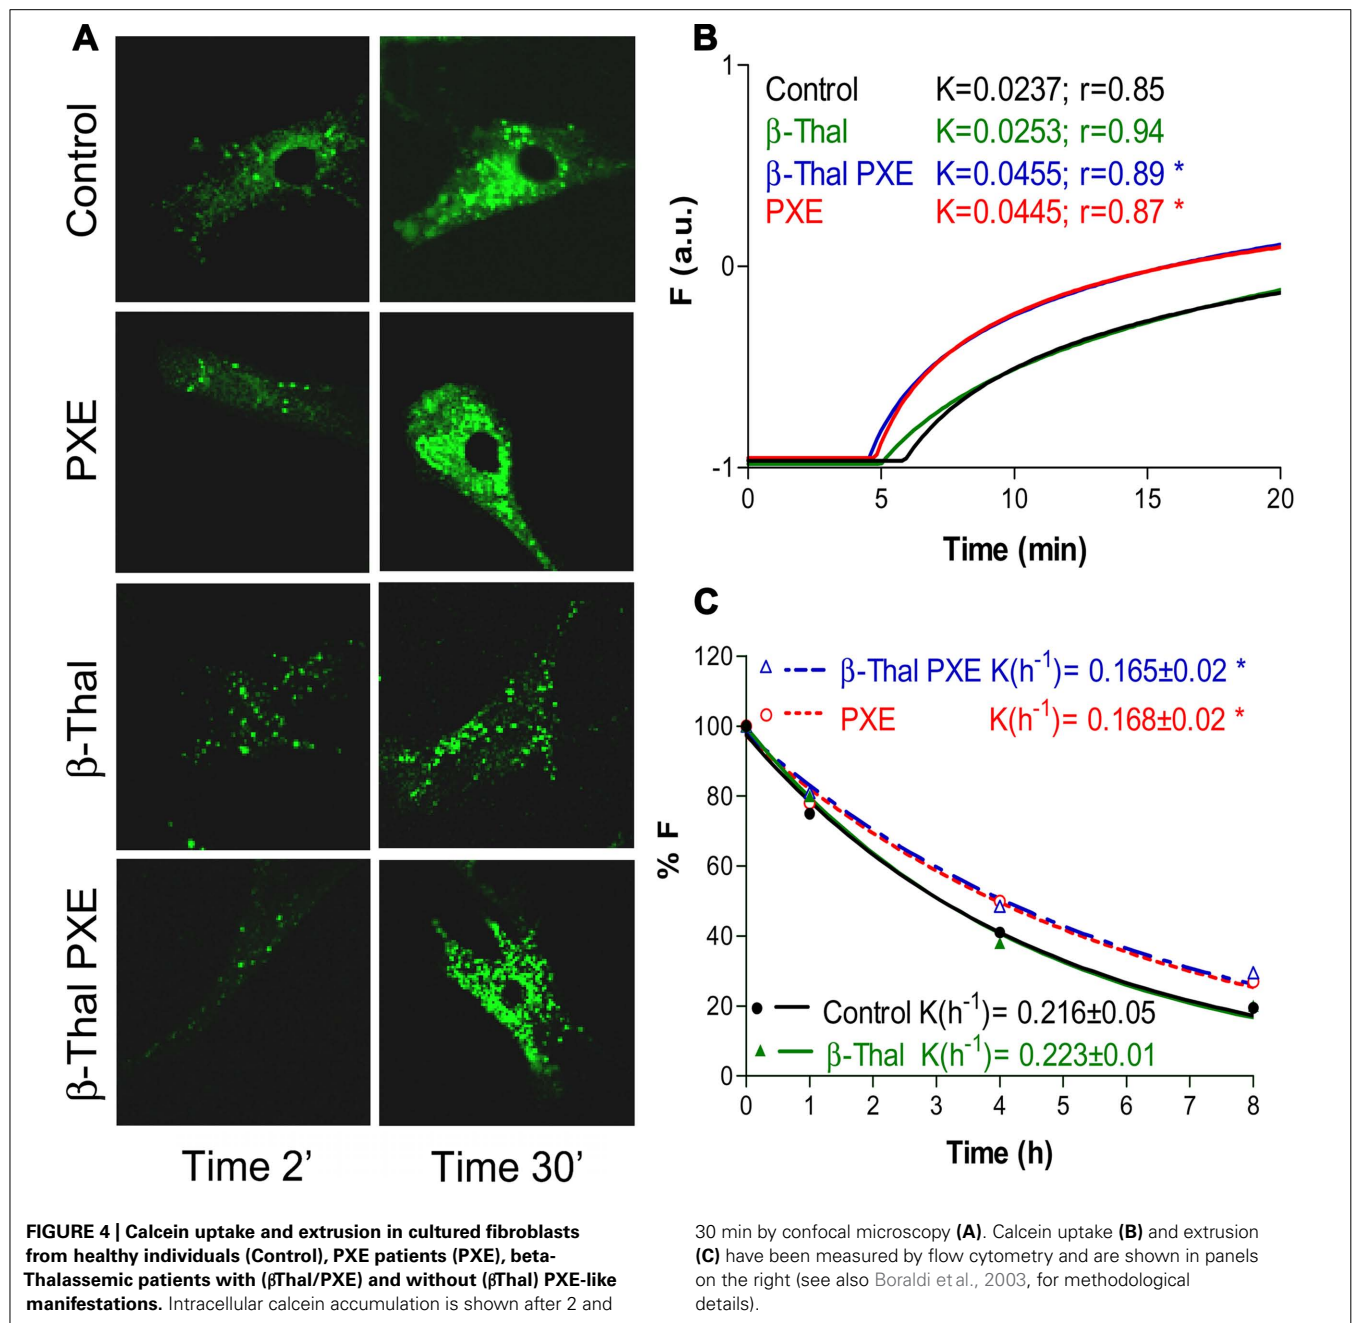 A
Control
PXE
β-Thal
β-Thal PXE
Time 2’
Time 30’
B
1
0
-1
F (a.u.)
Control K=0.0237; r=0.85
β-Thal K=0.0253; r=0.94
β-Thal PXE K=0.0455; r=0.89 *
PXE K=0.0445; r=0.87 *
0 5 10 15 20
Time (min)
C
120
100
80
60
40
20
0
% F
β-Thal PXE K(h⁻¹)= 0.165±0.02 *
PXE K(h⁻¹)= 0.168±0.02 *
Control K(h⁻¹)= 0.216±0.05
β-Thal K(h⁻¹)= 0.223±0.01
0 1 2 3 4 5 6 7 8
Time (h)
FIGURE 4 | Calcein uptake and extrusion in cultured fibroblasts
from healthy individuals (Control), PXE patients (PXE), beta-
Thalassemic patients with (βThal/PXE) and without (βThal) PXE-like
manifestations. Intracellular calcein accumulation is shown after 2 and
30 min by confocal microscopy (A). Calcein uptake (B) and extrusion
(C) have been measured by flow cytometry and are shown in panels
on the right (see also Boraldi et al., 2003, for methodological
details).